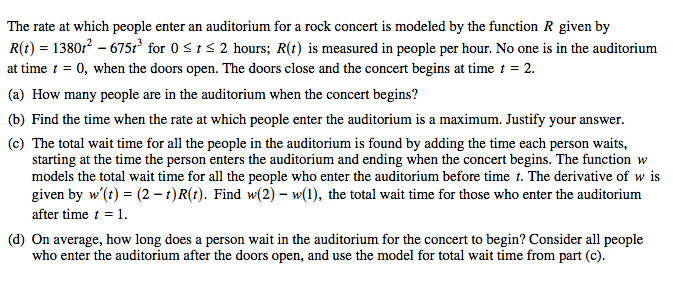 The rate at which people enter an auditorium for a rock concert is modeled by the function R given by
R(t) = 1380t² – 675t³ for 0 ≤ t ≤ 2 hours; R(t) is measured in people per hour. No one is in the auditorium
at time t = 0, when the doors open. The doors close and the concert begins at time t = 2.
(a) How many people are in the auditorium when the concert begins?
(b) Find the time when the rate at which people enter the auditorium is a maximum. Justify your answer.
(c) The total wait time for all the people in the auditorium is found by adding the time each person waits,
starting at the time the person enters the auditorium and ending when the concert begins. The function w
models the total wait time for all the people who enter the auditorium before time t. The derivative of w is
given by w′(t) = (2 – t)R(t). Find w(2) – w(1), the total wait time for those who enter the auditorium
after time t = 1.
(d) On average, how long does a person wait in the auditorium for the concert to begin? Consider all people
who enter the auditorium after the doors open, and use the model for total wait time from part (c).